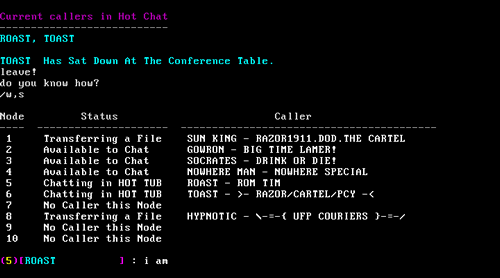 Current callers in Hot Chat
ROAST, TOAST
TOAST  Has Sat Down At The Conference Table.
leave!
do you know how?
/w,s
Node Status Caller
1 Transferring a File SUN KING - RAZOR1911.DOD.THE CARTEL
2 Available to Chat GOWRON - BIG TIME LAMER!
3 Available to Chat SOCRATES - DRINK OR DIE!
4 Available to Chat NOWHERE MAN - NOWHERE SPECIAL
5 Chatting in HOT TUB ROAST - ROM TIM
6 Chatting in HOT TUB TOAST - >- RAZOR/CARTEL/PCY -<
7 No Caller this Node
8 Transferring a File HYPNOTIC - \-=-{ UFP COURIERS }-=-/
9 No Caller this Node
10 No Caller this Node
(5)[ROAST ] : i am